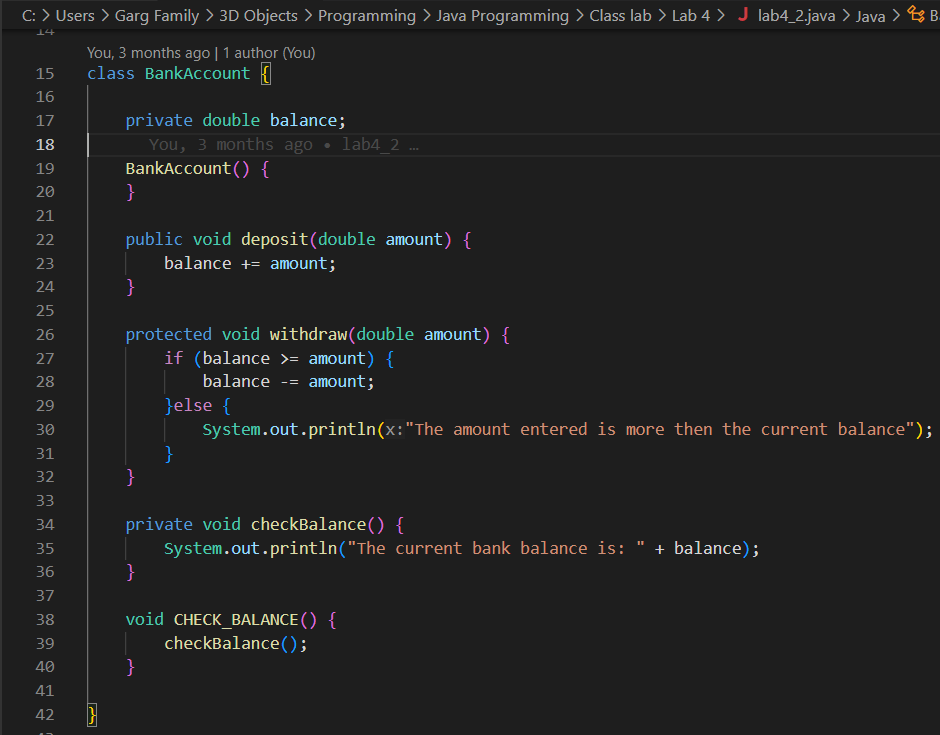 C: > Users > Garg Family > 3D Objects > Programming > Java Programming > Class lab > Lab 4 > J lab4_2.java > Java >
14
You, 3 months ago | 1 author (You)
15 class BankAccount {
16
17     private double balance;
18       You, 3 months ago • lab4_2 …
19     BankAccount() {
20     }
21
22     public void deposit(double amount) {
23         balance += amount;
24     }
25
26     protected void withdraw(double amount) {
27         if (balance >= amount) {
28             balance -= amount;
29         }else {
30             System.out.println(x:"The amount entered is more then the current balance");
31         }
32     }
33
34     private void checkBalance() {
35         System.out.println("The current bank balance is: " + balance);
36     }
37
38     void CHECK_BALANCE() {
39         checkBalance();
40     }
41
42 }